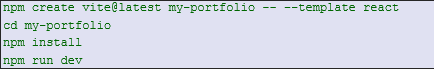 npm create vite@latest my-portfolio -- --template react
cd my-portfolio
npm install
npm run dev